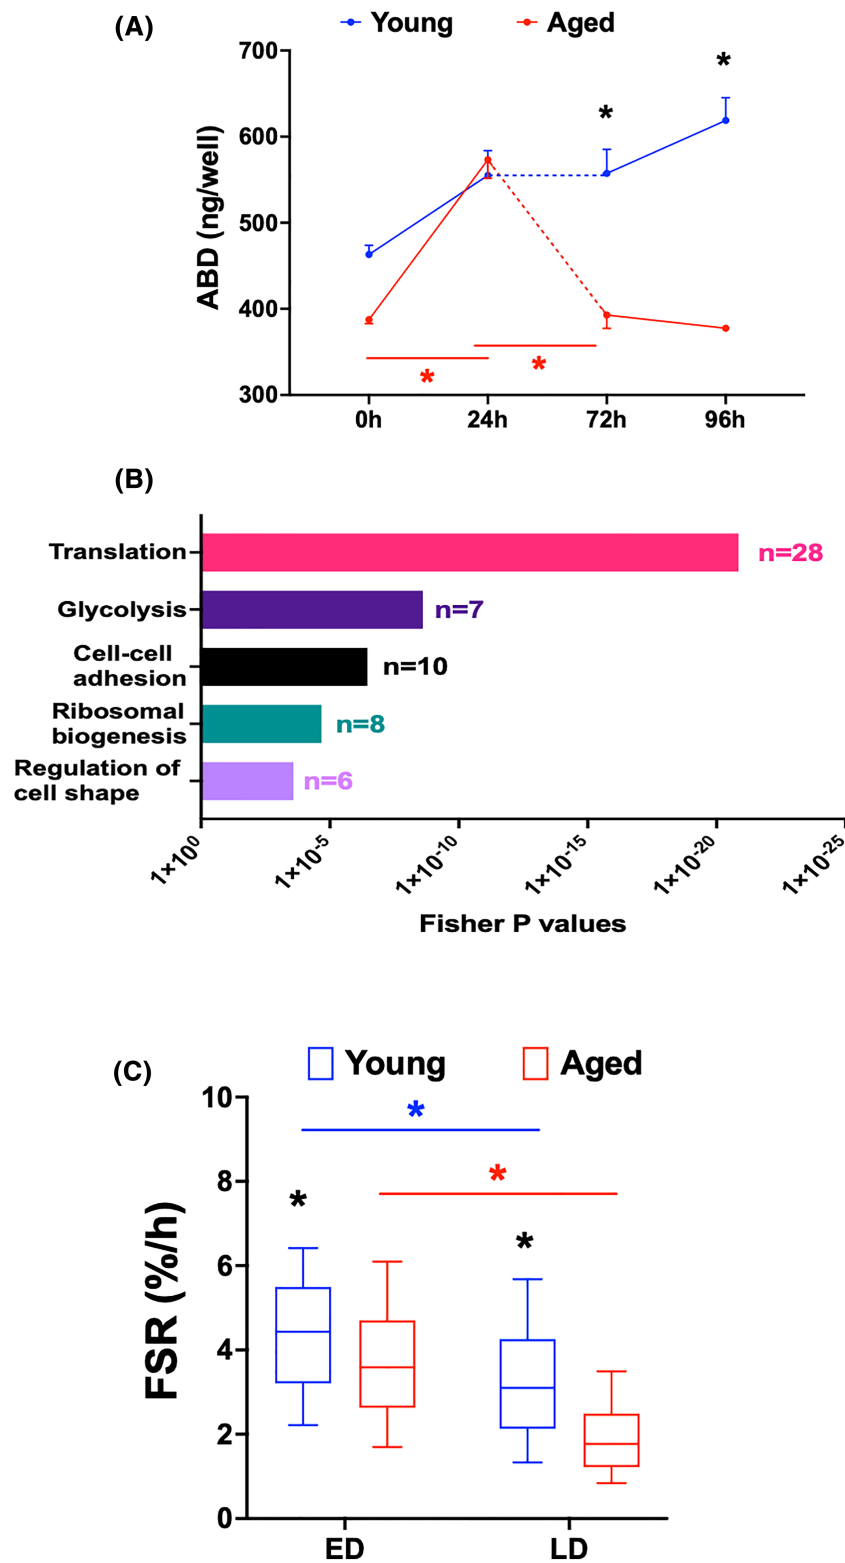 (A)
Young Aged
*
*
700
600
500
400
300
ABD (ng/well)
*
*
0h 24h 72h 96h
(B)
Translation n=28
Glycolysis n=7
Cell-cell
adhesion n=10
Ribosomal
biogenesis n=8
Regulation of
cell shape n=6
1×10⁰ 1×10⁻⁵ 1×10⁻¹⁰ 1×10⁻¹⁵ 1×10⁻²⁰ 1×10⁻²⁵
Fisher P values
(C)
Young Aged
*
*
*
*
10
8
6
4
2
0
FSR (%/h)
ED LD